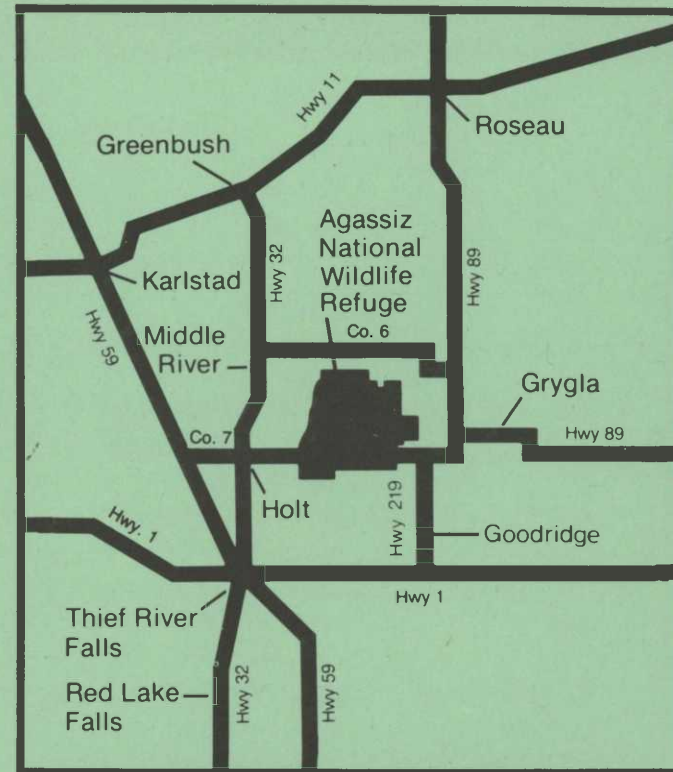 Hwy 11
Roseau
Greenbush
Agassiz
National
Wildlife
Refuge
Hwy 32
Hwy 89
Karlstad
Hwy 59
Middle
River
Co. 6
Grygla
Hwy 89
Co. 7
Holt
Hwy 219
Goodridge
Hwy. 1
Hwy 1
Thief River
Falls
Red Lake
Falls
Hwy 32
Hwy 59